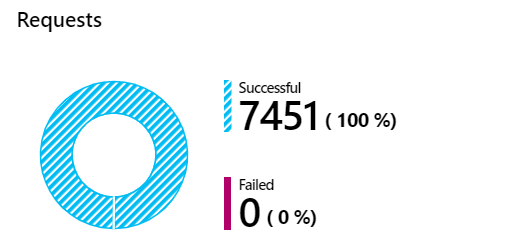 Requests
Successful
7451 ( 100 %)
Failed
0 ( 0 %)